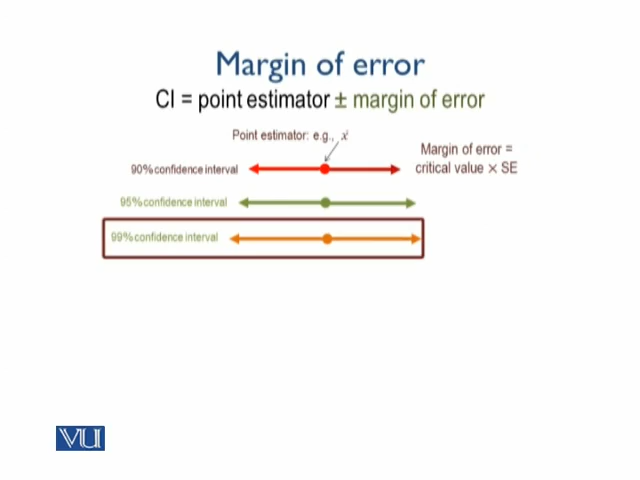 Margin of error
CI = point estimator ± margin of error
Point estimator: e.g., x̄
Margin of error =
critical value × SE
90% confidence interval
95% confidence interval
99% confidence interval
VU